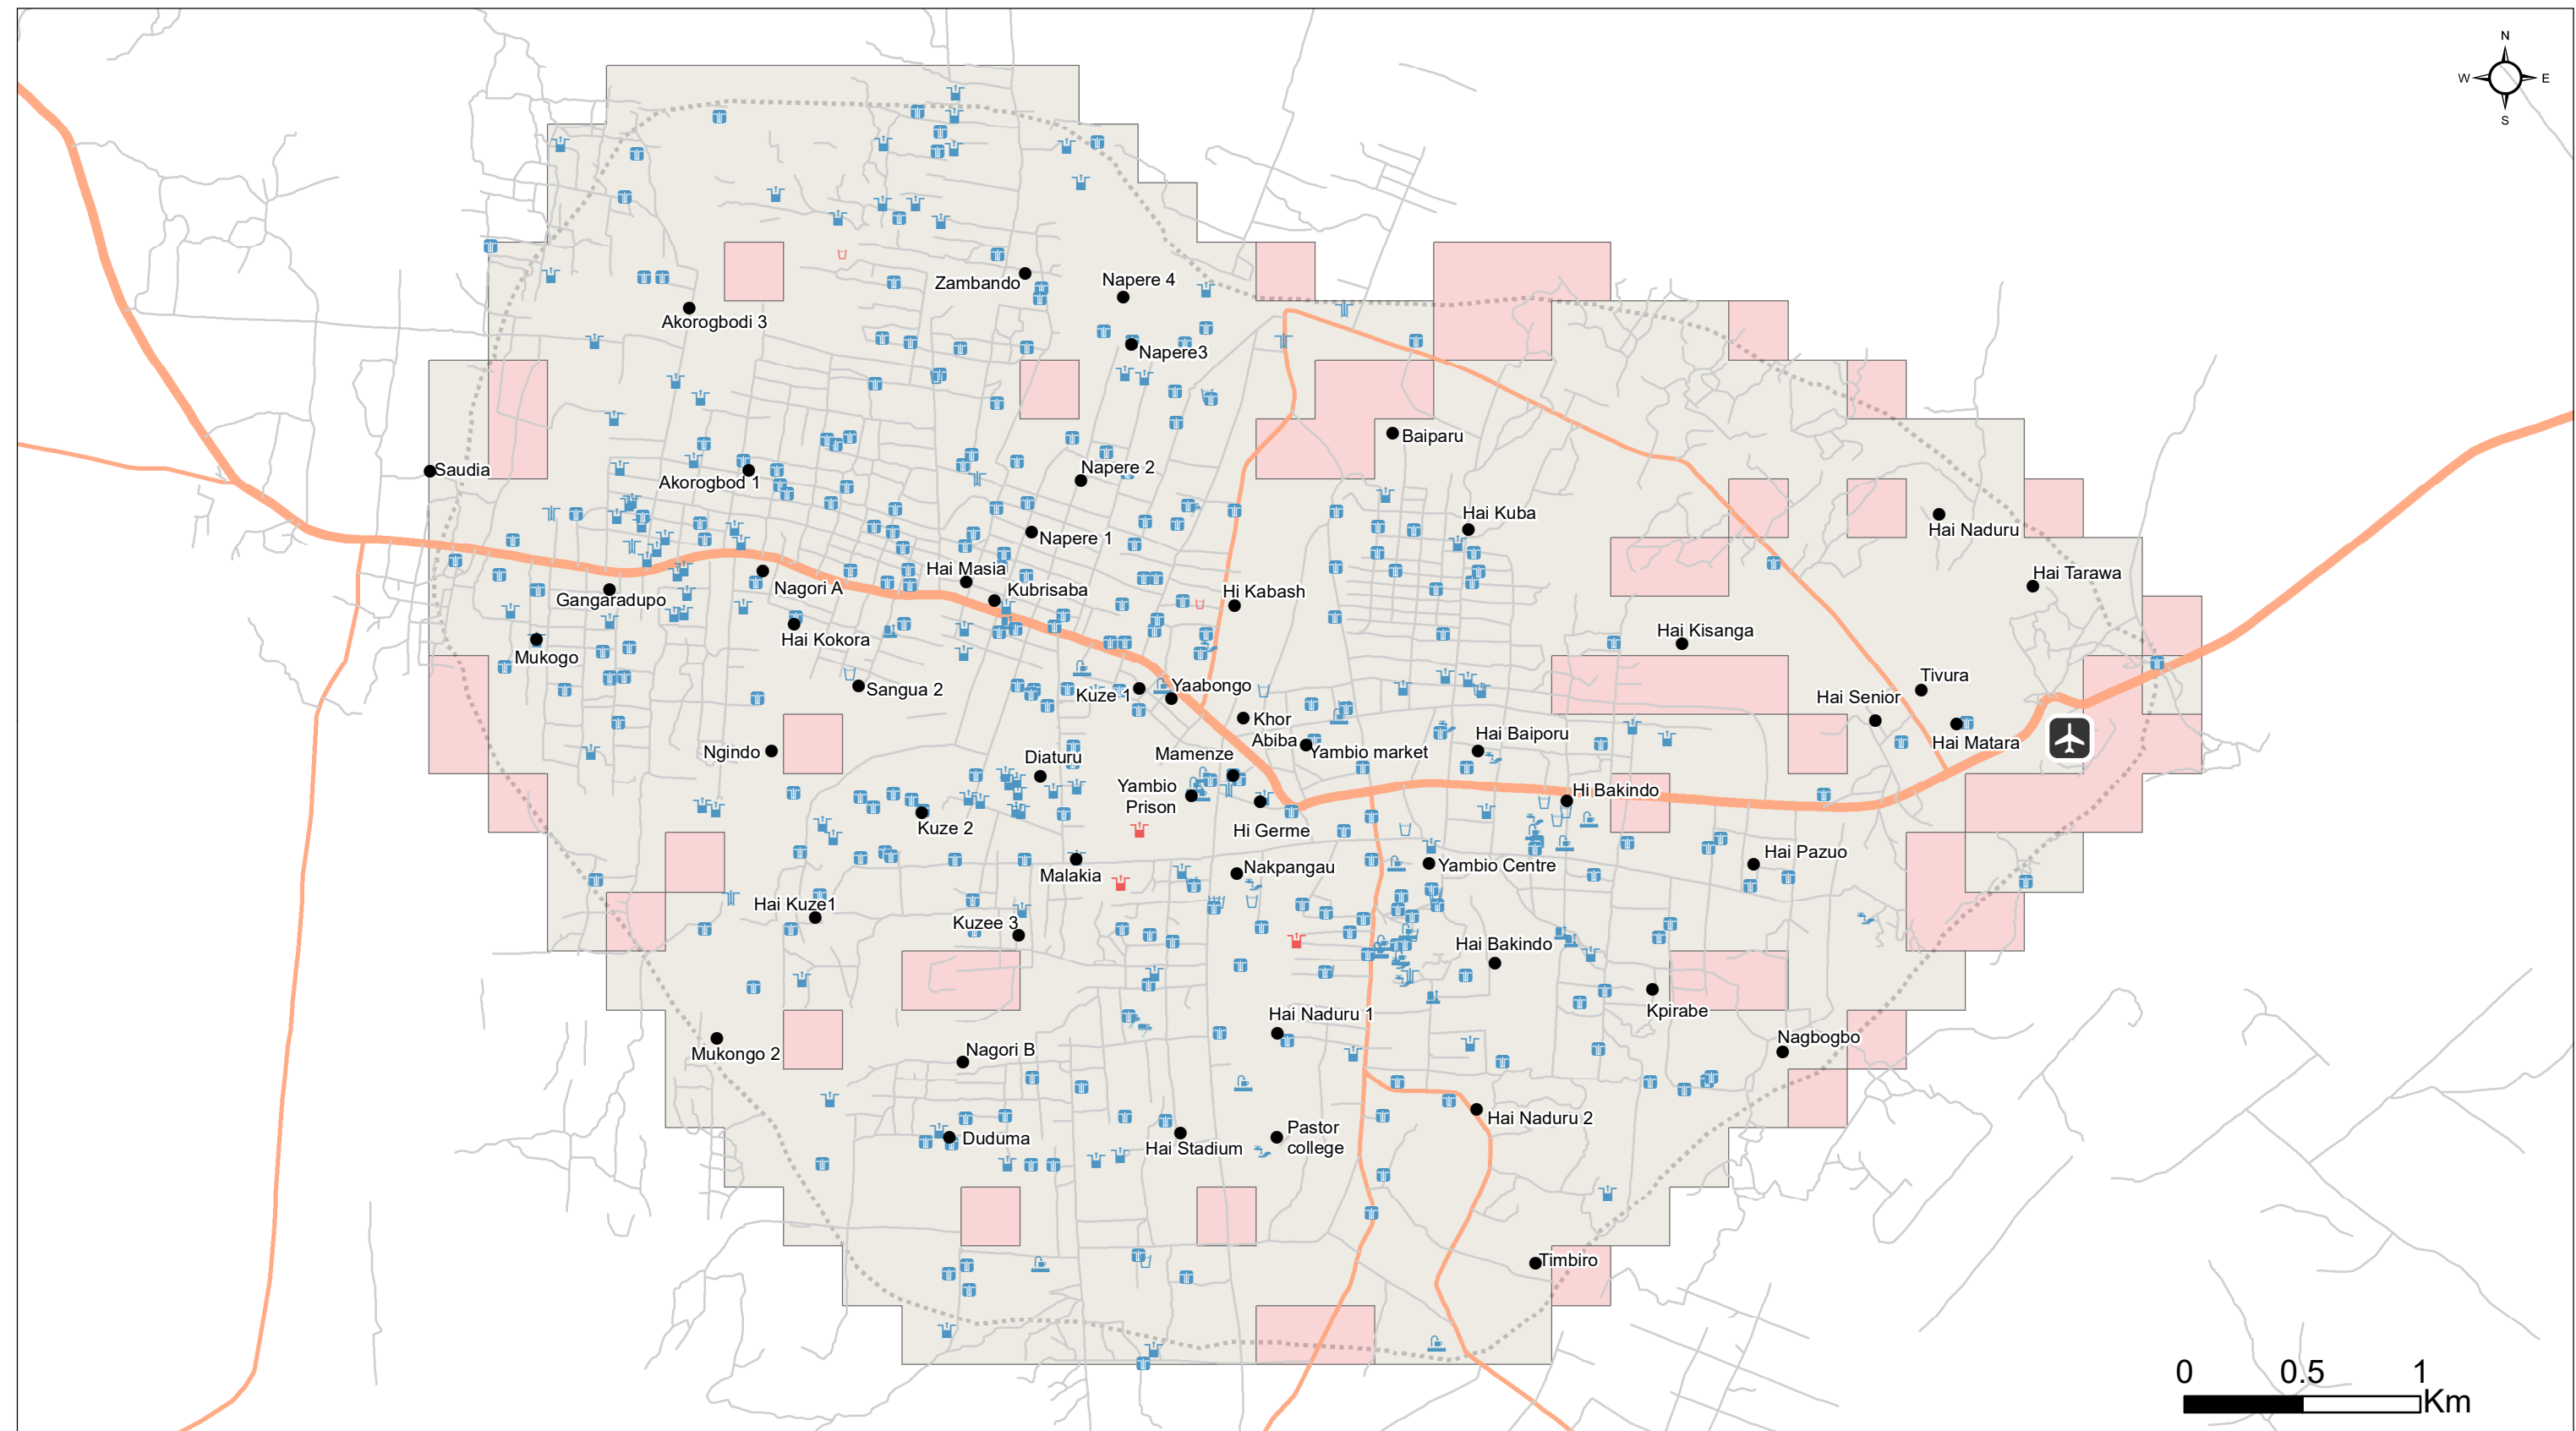 N
W E
S
Zambando
Napere 4
Akorogbodi 3
Napere3
Baiparu
Saudia
Napere 2
Akorogbod 1
Hai Kuba
Hai Naduru
Napere 1
Hai Masia
Hai Tarawa
Nagori A
Kubrisaba
Hi Kabash
Gangaradupo
Hai Kokora
Hai Kisanga
Mukogo
Sangua 2
Kuze 1
Yaabongo
Tivura
Hai Senior
Khor
Abiba
Hai Baiporu
Hai Matara
Ngindo
Diaturu
Mamenze
Yambio market
Yambio
Prison
Hi Bakindo
Kuze 2
Hi Germe
Hai Pazuo
Malakia
Nakpangau
Yambio Centre
Hai Kuze1
Kuzee 3
Hai Bakindo
Kpirabe
Hai Naduru 1
Nagbogbo
Mukongo 2
Nagori B
Hai Naduru 2
Duduma
Hai Stadium
Pastor
college
Timbiro
0 0.5 1
Km